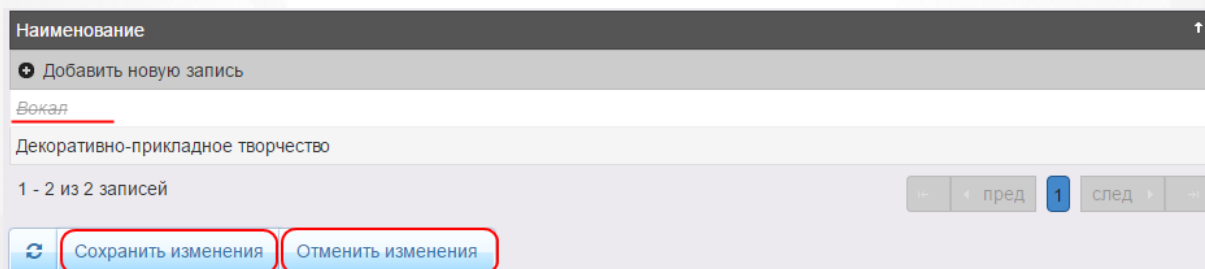 Наименование
Добавить новую запись
Вокал
Декоративно-прикладное творчество
1 - 2 из 2 записей
пред 1 след
Сохранить изменения Отменить изменения